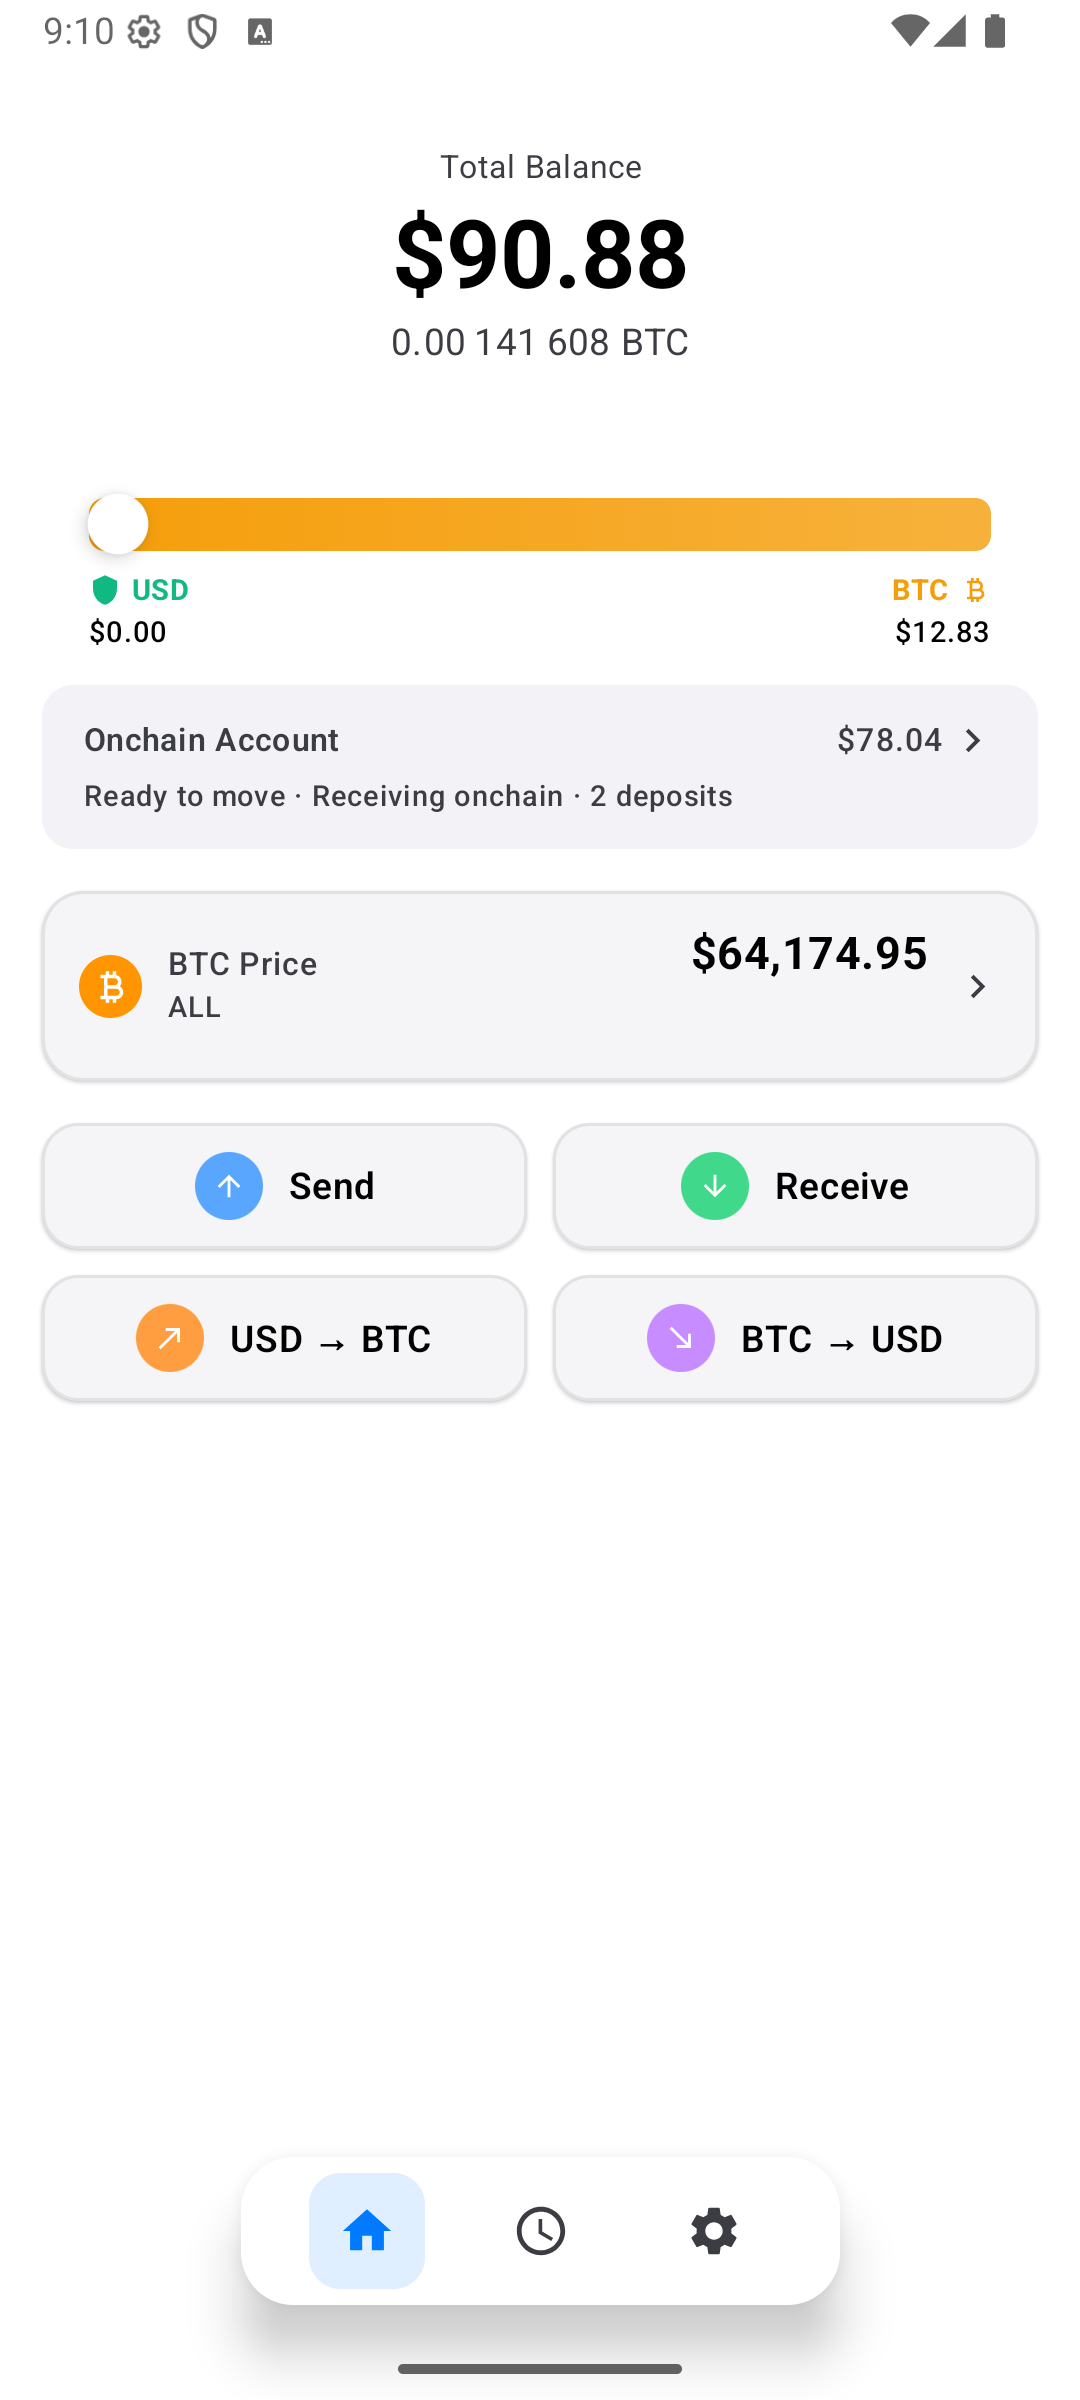 9:10
Total Balance
$90.88
0.00 141 608 BTC
USD
BTC
$0.00
$12.83
Onchain Account
$78.04
Ready to move · Receiving onchain · 2 deposits
BTC Price
$64,174.95
ALL
Send
Receive
USD → BTC
BTC → USD